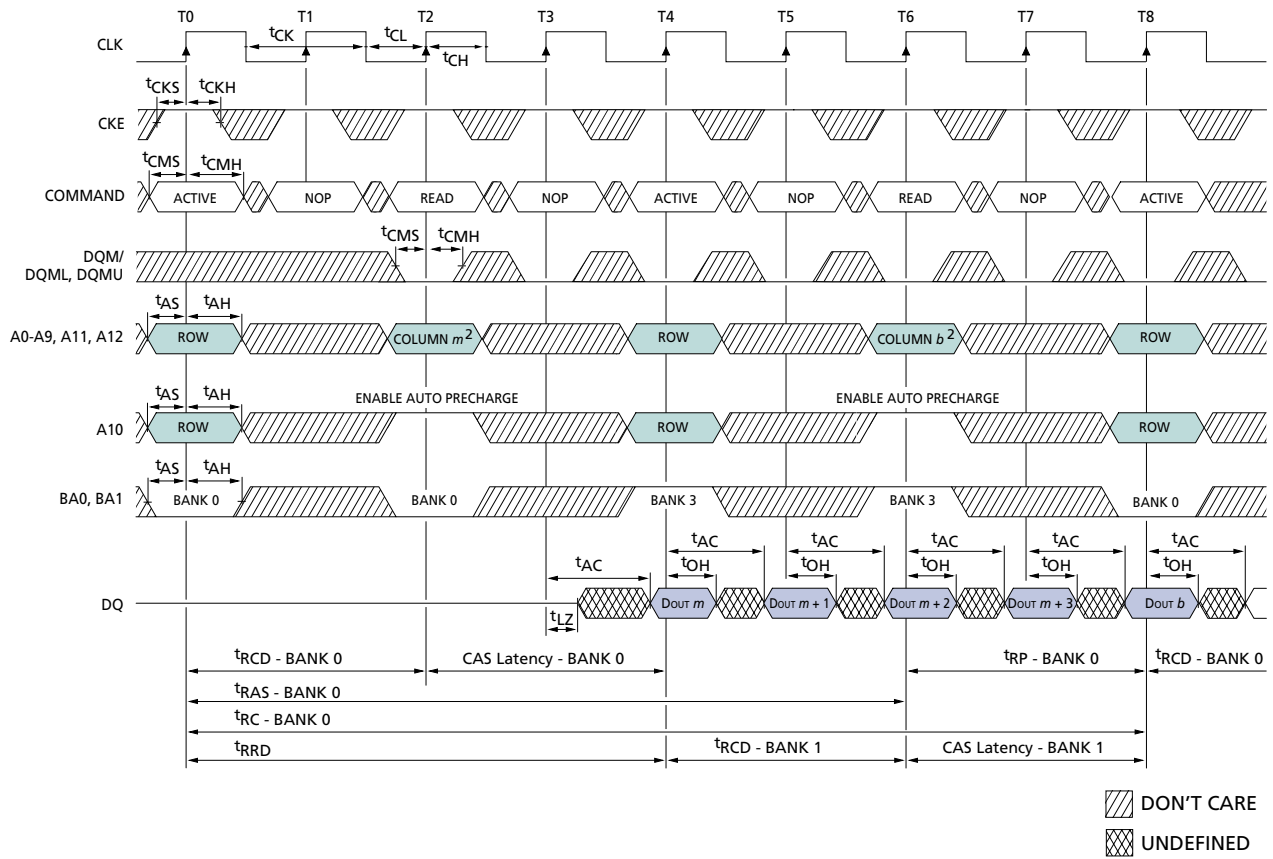 T0 T1 T2 T3 T4 T5 T6 T7 T8
CLK tCK tCL tCH
tCKS tCKH
CKE
tCMS tCMH
COMMAND ACTIVE NOP READ NOP ACTIVE NOP READ NOP ACTIVE
tCMS tCMH
DQM/
DQML, DQMU
tAS tAH
A0-A9, A11, A12 ROW COLUMN m2 ROW COLUMN b2 ROW
tAS tAH
ENABLE AUTO PRECHARGE ENABLE AUTO PRECHARGE
A10 ROW ROW ROW
tAS tAH
BA0, BA1 BANK 0 BANK 0 BANK 3 BANK 3 BANK 0
tAC tAC tAC tAC tAC tAC
tOH tOH tOH tOH tOH
DQ DOUT m DOUT m + 1 DOUT m + 2 DOUT m + 3 DOUT b
tLZ
tRCD - BANK 0 CAS Latency - BANK 0 tRP - BANK 0 tRCD - BANK 0
tRAS - BANK 0
tRC - BANK 0
tRRD tRCD - BANK 1 CAS Latency - BANK 1
DON'T CARE
UNDEFINED